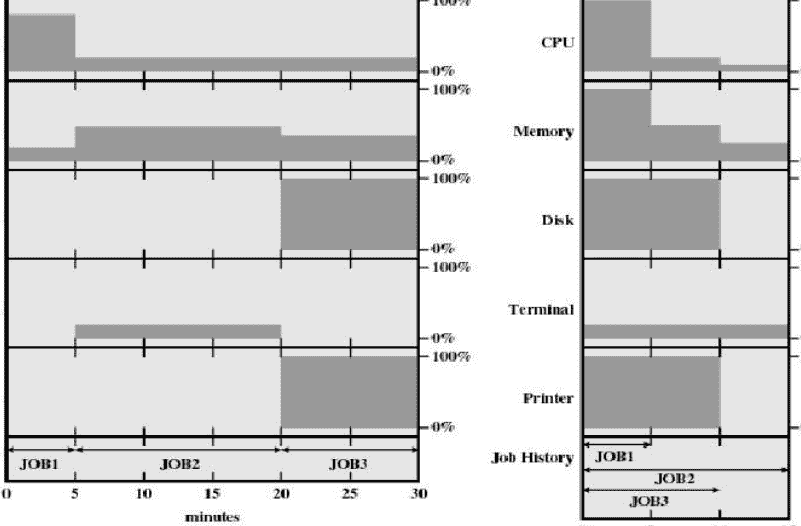 100%
CPU
0%
100%
Memory
0%
100%
Disk
0%
100%
Terminal
0%
100%
Printer
0%
Job History
JOB1
JOB2
JOB3
JOB1
JOB2
JOB3
0 5 10 15 20 25 30
minutes